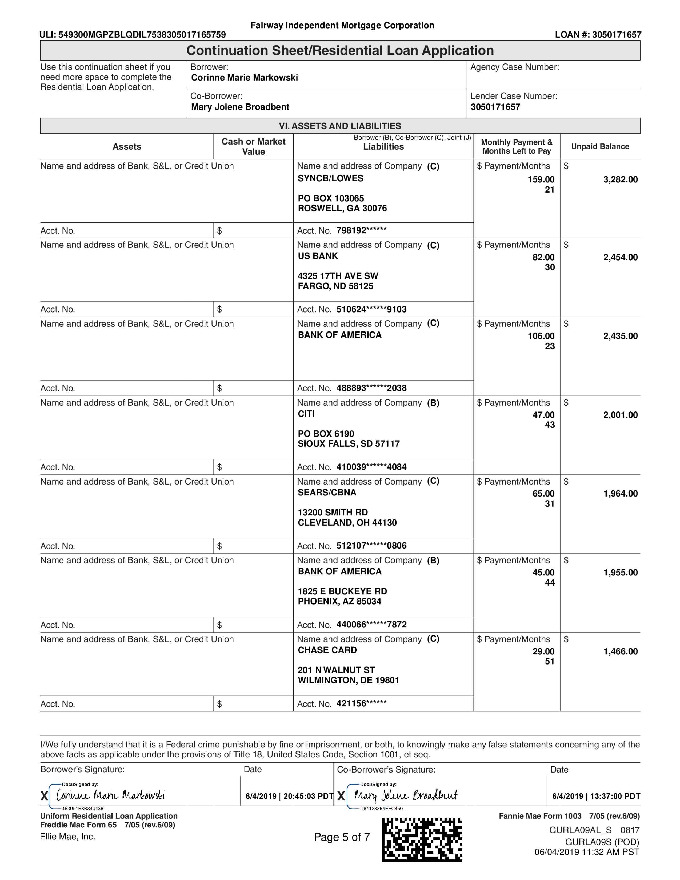 Fairway Independent Mortgage Corporation
ULI: 549300MGPZBLQDIL7538305017165759
LOAN #: 3050171657
Continuation Sheet/Residential Loan Application
Use this continuation sheet if you need more space to complete the Residential Loan Application.
Borrower:
Corinne Marie Markowski
Agency Case Number:
Co-Borrower:
Mary Jolene Broadbent
Lender Case Number:
3050171657
VI. ASSETS AND LIABILITIES
Borrower (B), Co-Borrower (C), Joint (J)
Assets
Cash or Market Value
Liabilities
Monthly Payment & Months Left to Pay
Unpaid Balance
Name and address of Bank, S&L, or Credit Union
Name and address of Company (C)
$ Payment/Months
$
SYNCB/LOWES
159.00
3,282.00
21
PO BOX 103065
ROSWELL, GA 30076
Acct. No.
$
Acct. No. 798192******
Name and address of Bank, S&L, or Credit Union
Name and address of Company (C)
$ Payment/Months
$
US BANK
82.00
2,454.00
30
4325 17TH AVE SW
FARGO, ND 58125
Acct. No.
$
Acct. No. 510624******9103
Name and address of Bank, S&L, or Credit Union
Name and address of Company (C)
$ Payment/Months
$
BANK OF AMERICA
106.00
2,435.00
23
Acct. No.
$
Acct. No. 488893******2038
Name and address of Bank, S&L, or Credit Union
Name and address of Company (B)
$ Payment/Months
$
CITI
47.00
2,001.00
43
PO BOX 6190
SIOUX FALLS, SD 57117
Acct. No.
$
Acct. No. 410039******4084
Name and address of Bank, S&L, or Credit Union
Name and address of Company (C)
$ Payment/Months
$
SEARS/CBNA
65.00
1,964.00
31
13200 SMITH RD
CLEVELAND, OH 44130
Acct. No.
$
Acct. No. 512107******0806
Name and address of Bank, S&L, or Credit Union
Name and address of Company (B)
$ Payment/Months
$
BANK OF AMERICA
45.00
1,955.00
44
1825 E BUCKEYE RD
PHOENIX, AZ 85034
Acct. No.
$
Acct. No. 440066******7872
Name and address of Bank, S&L, or Credit Union
Name and address of Company (C)
$ Payment/Months
$
CHASE CARD
29.00
1,466.00
51
201 N WALNUT ST
WILMINGTON, DE 19801
Acct. No.
$
Acct. No. 421156******
I/We fully understand that it is a Federal crime punishable by fine or imprisonment, or both, to knowingly make any false statements concerning any of the above facts as applicable under the provisions of Title 18, United States Code, Section 1001, et seq.
Borrower's Signature:
Date
Co-Borrower's Signature:
Date
DocuSigned by:
DocuSigned by:
X Corinne Marie Markowski
6/4/2019 | 20:45:03 PDT
X Mary Jolene Broadbent
6/4/2019 | 13:37:00 PDT
Uniform Residential Loan Application
Freddie Mac Form 65 7/05 (rev.6/09)
Fannie Mae Form 1003 7/05 (rev.6/09)
Ellie Mae, Inc.
Page 5 of 7
GURLA09AL S 0817
GURLA09S (POD)
06/04/2019 11:32 AM PST